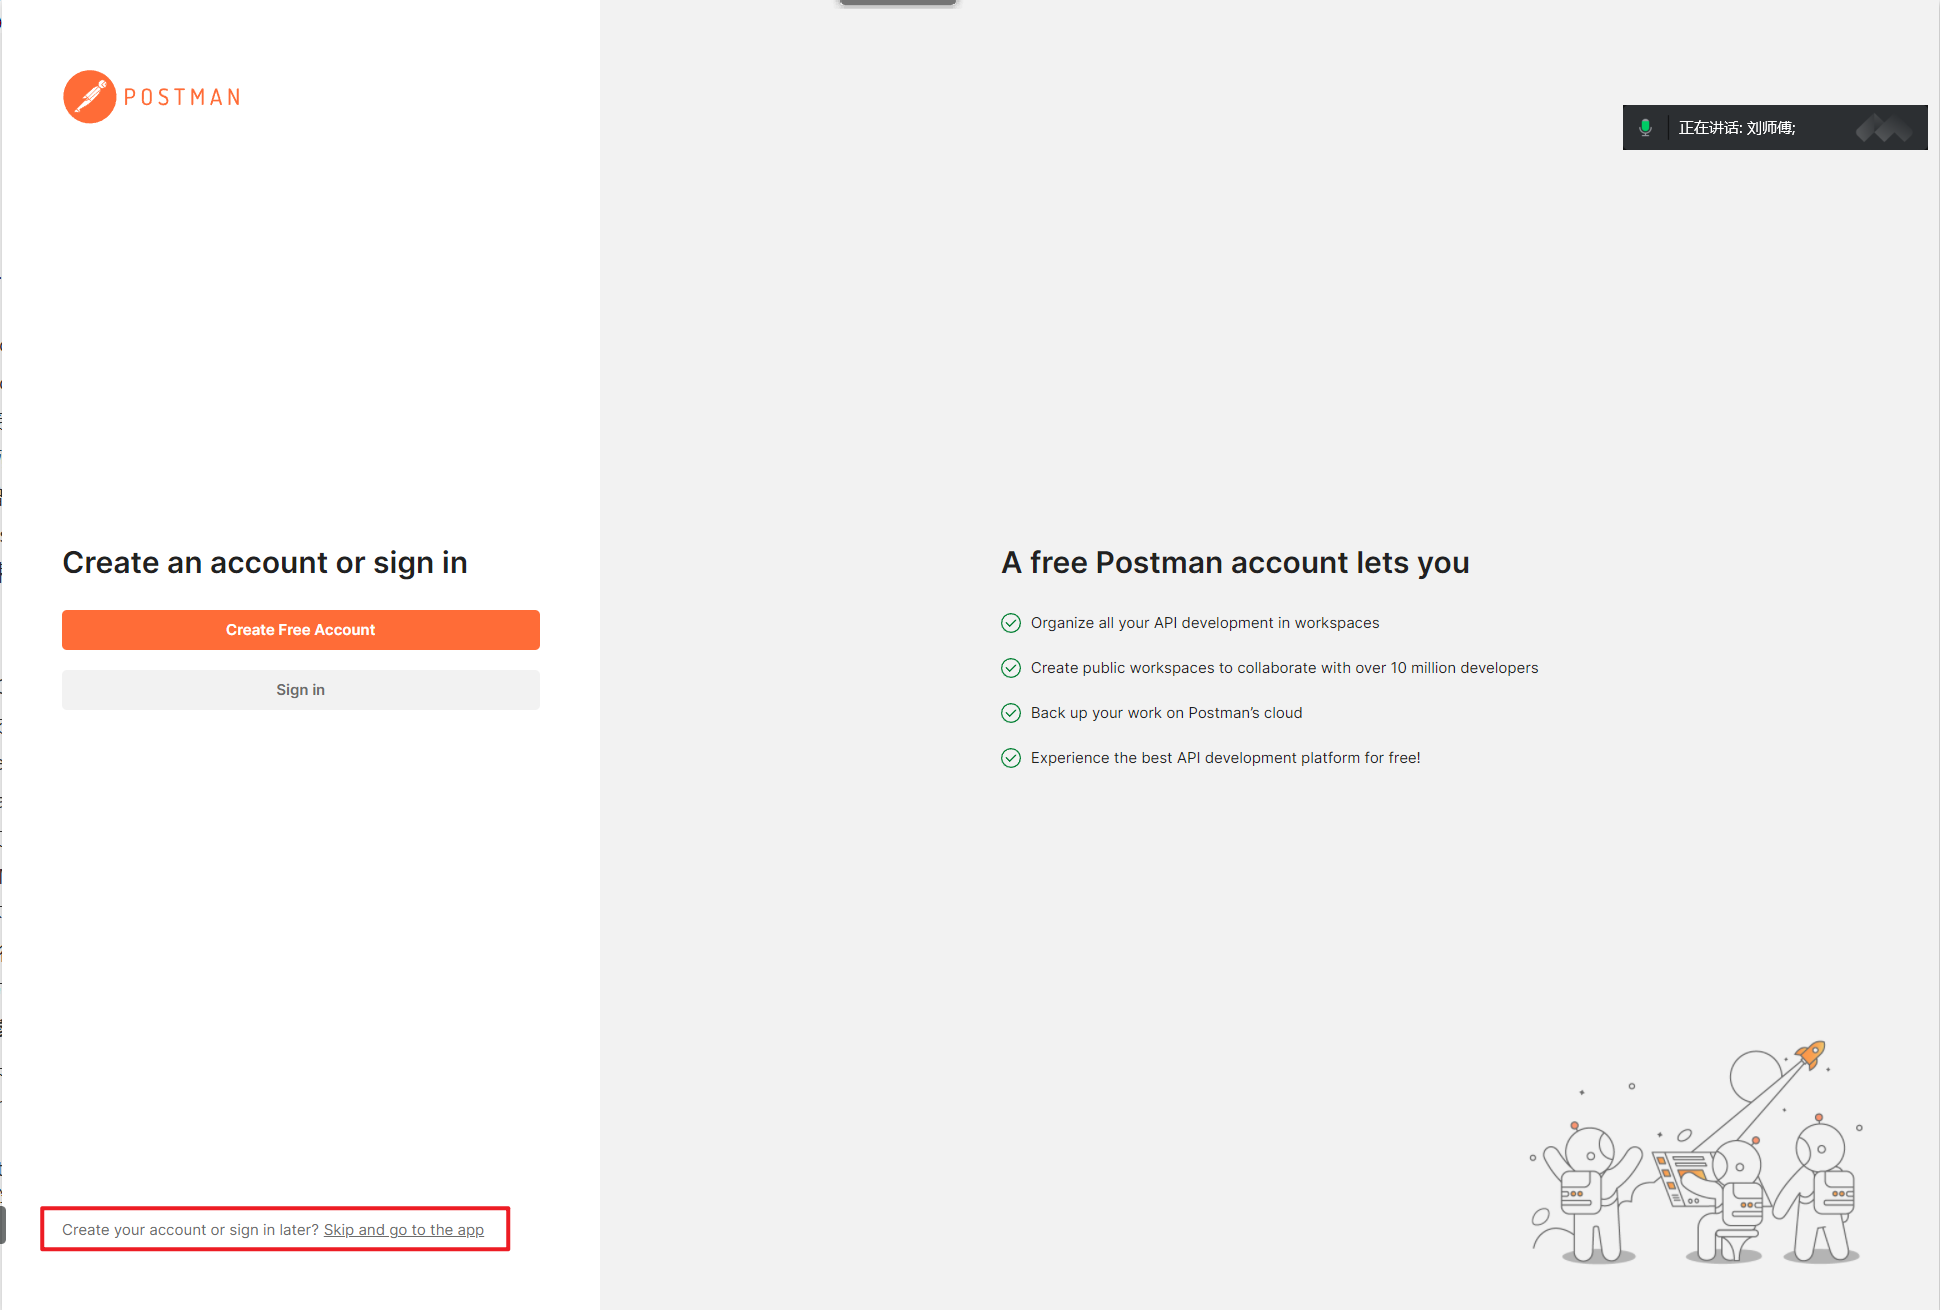 POSTMAN
正在讲话: 刘师傅;
Create an account or sign in
Create Free Account
Sign in
A free Postman account lets you
Organize all your API development in workspaces
Create public workspaces to collaborate with over 10 million developers
Back up your work on Postman’s cloud
Experience the best API development platform for free!
Create your account or sign in later? Skip and go to the app